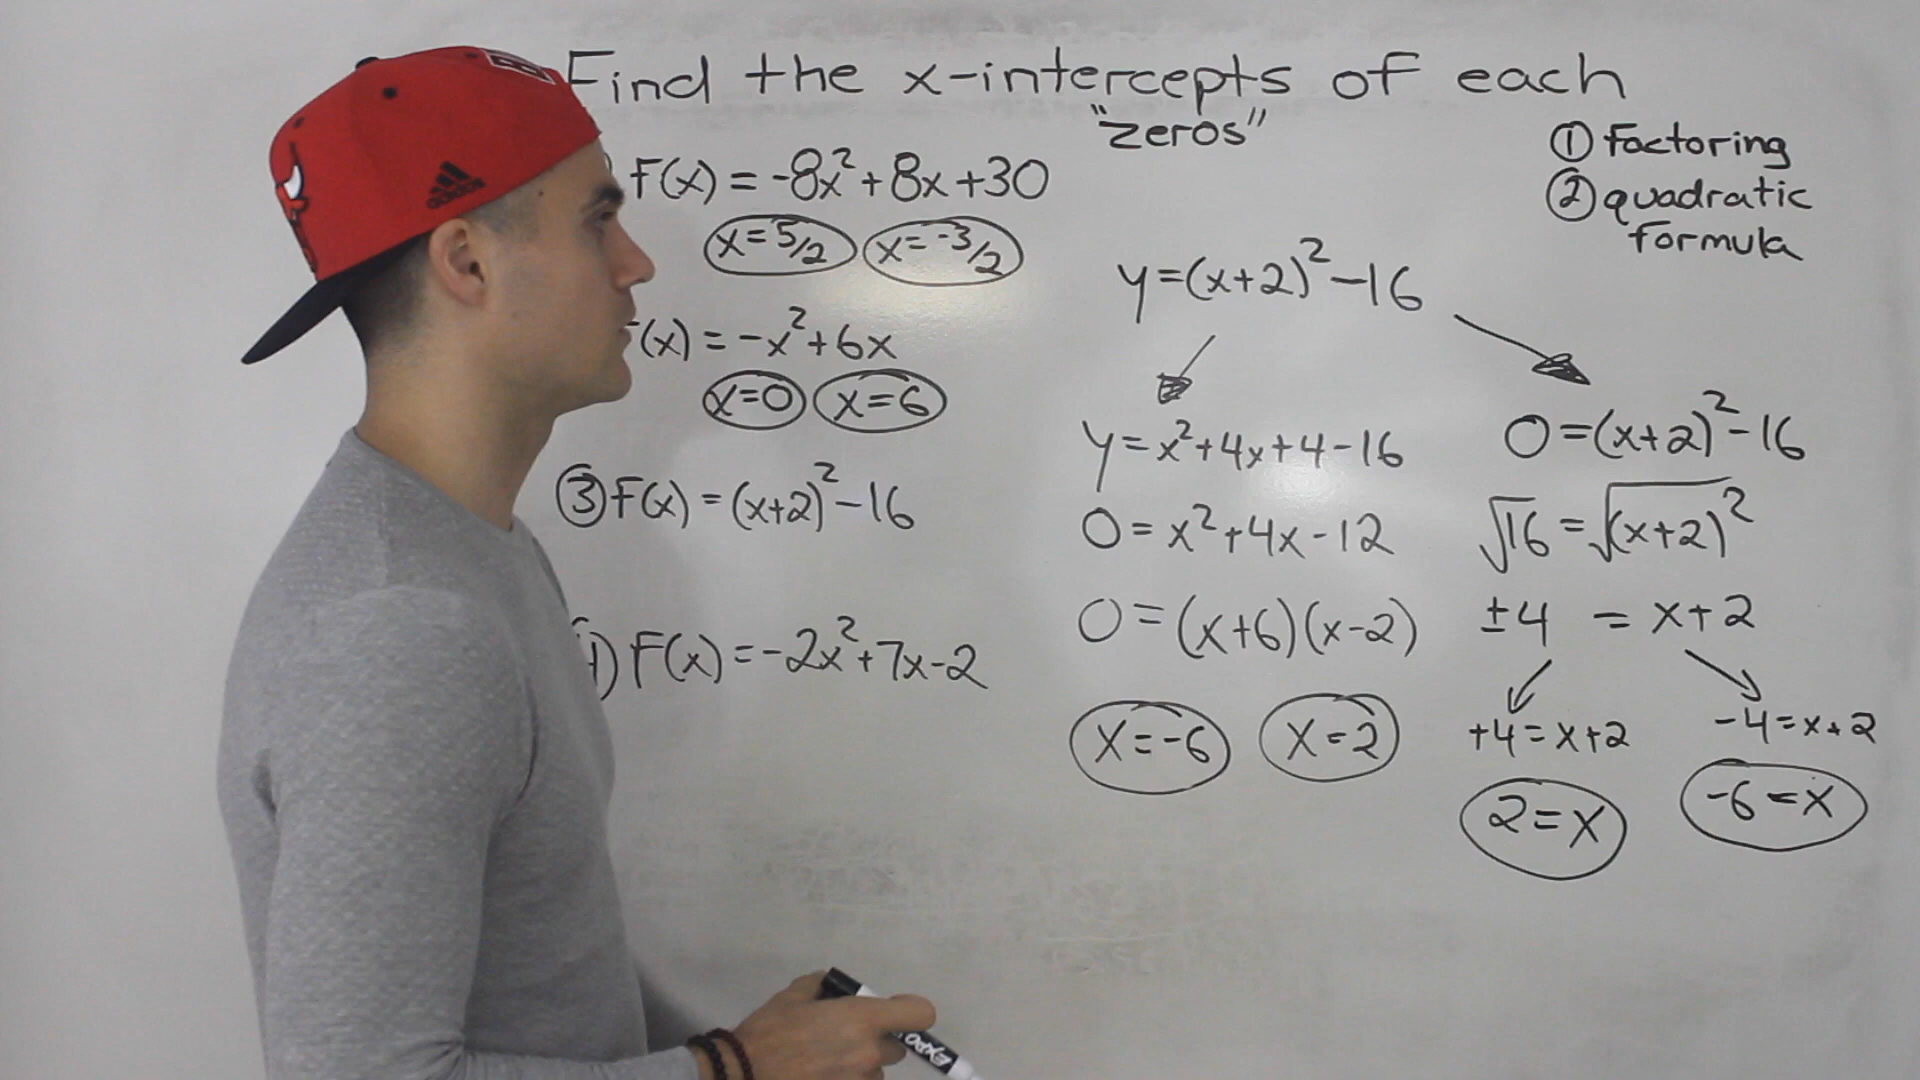 Find the x-intercepts of each
"zeros"
① Factoring
② quadratic
formula
) F(x) = -8x²+8x+30
x=5/2 x=-3/2
(x) = -x²+6x
x=0 x=6
③ F(x) = (x+2)²-16
) F(x) = -2x²+7x-2
y=(x+2)²-16
y=x²+4x+4-16
0=x²+4x-12
0=(x+6)(x-2)
x=-6 x=2
0=(x+2)²-16
√16=√(x+2)²
±4 = x+2
+4=x+2 -4=x+2
2=x -6=x
adidas
EXPO